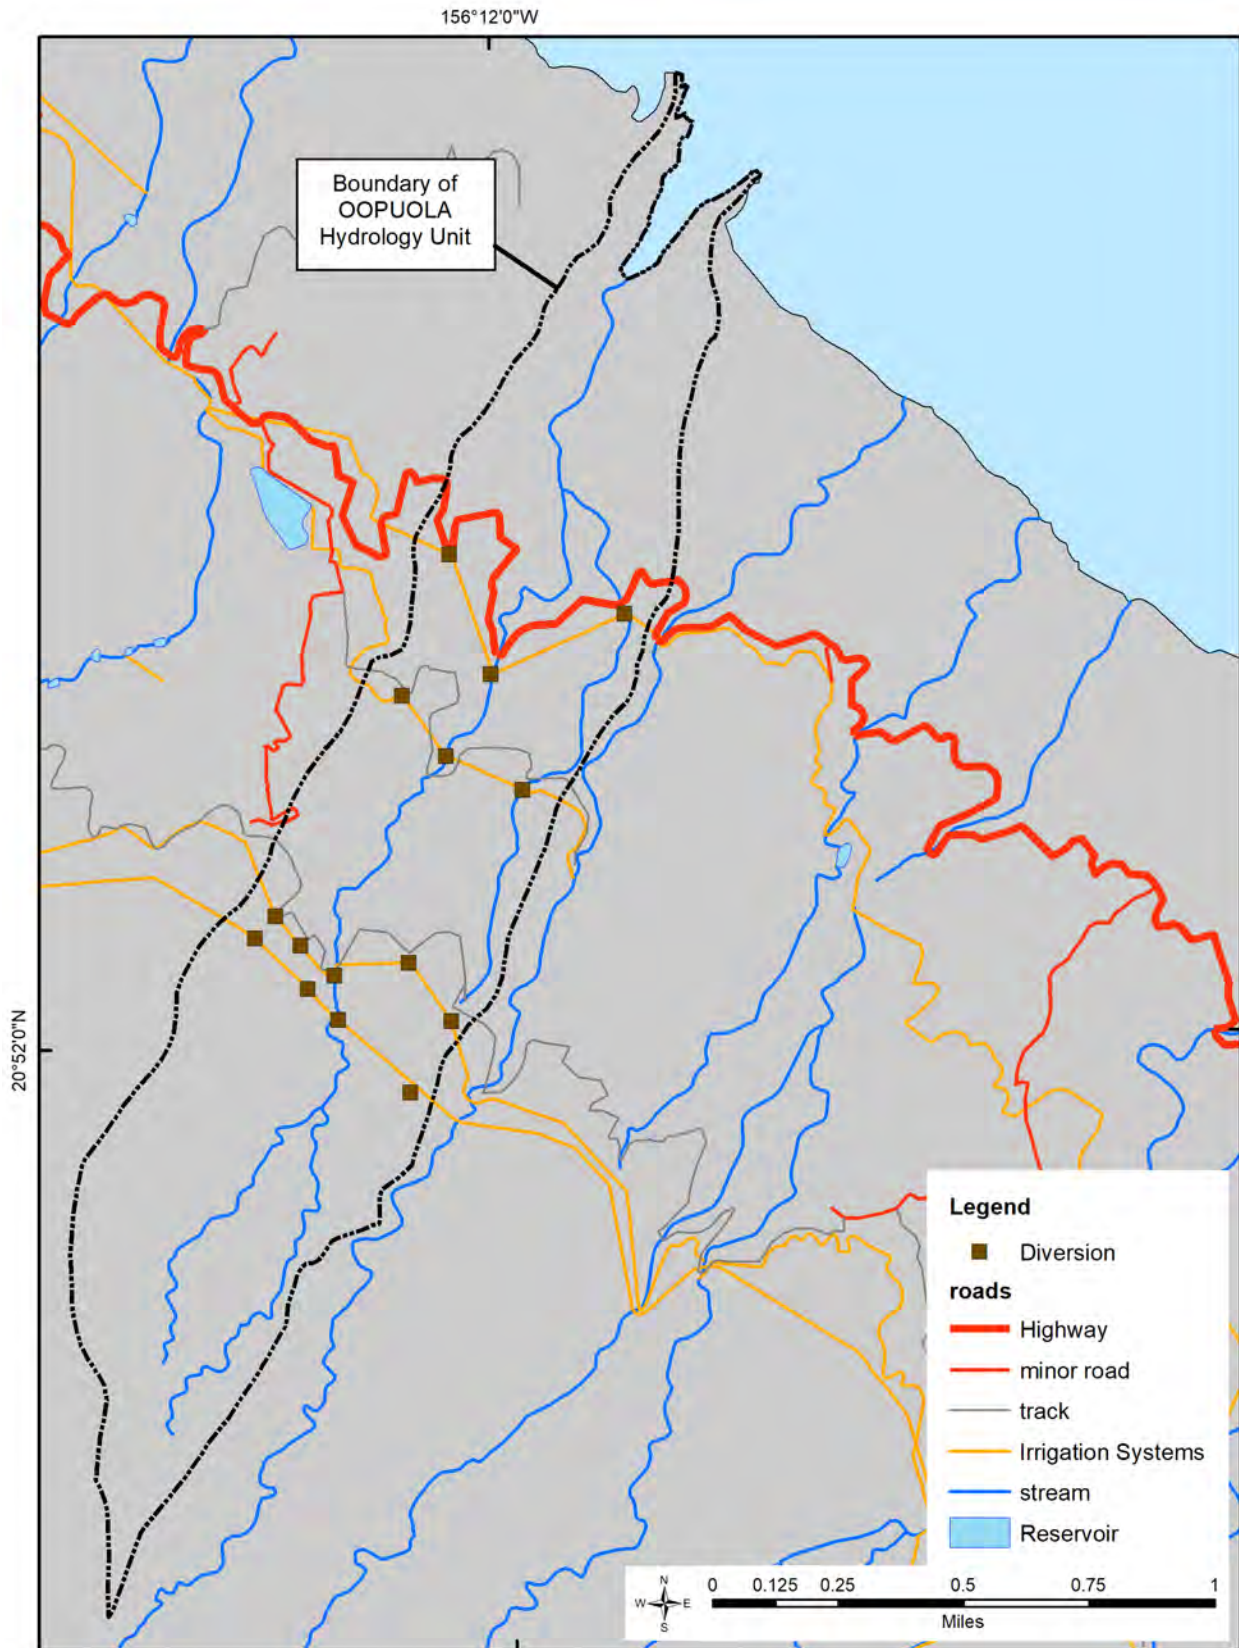 156°12'0"W
Boundary of
OOPUOLA
Hydrology Unit
20°52'0"N
Legend
Diversion
roads
Highway
minor road
track
Irrigation Systems
stream
Reservoir
N
W E
S
0 0.125 0.25 0.5 0.75 1
Miles